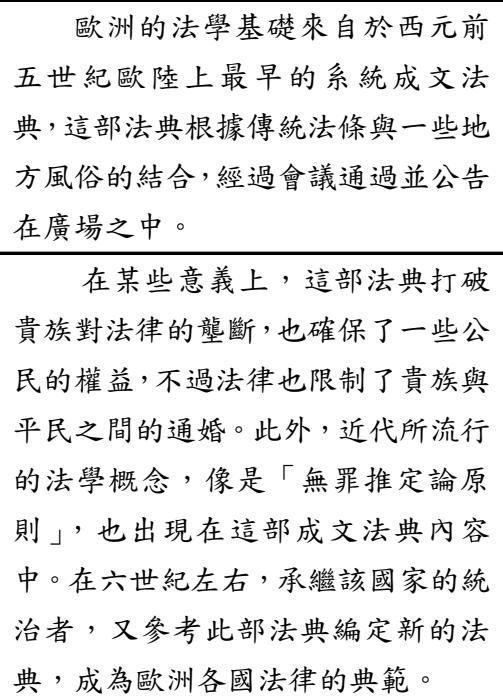 歐洲的法學基礎來自於西元前
五世紀歐陸上最早的系統成文法
典，這部法典根據傳統法條與一些地
方風俗的結合，經過會議通過並公告
在廣場之中。
在某些意義上，這部法典打破
貴族對法律的壟斷，也確保了一些公
民的權益，不過法律也限制了貴族與
平民之間的通婚。此外，近代所流行
的法學概念，像是「無罪推定論原
則」，也出現在這部成文法典內容
中。在六世紀左右，承繼該國家的統
治者，又參考此部法典編定新的法
典，成為歐洲各國法律的典範。